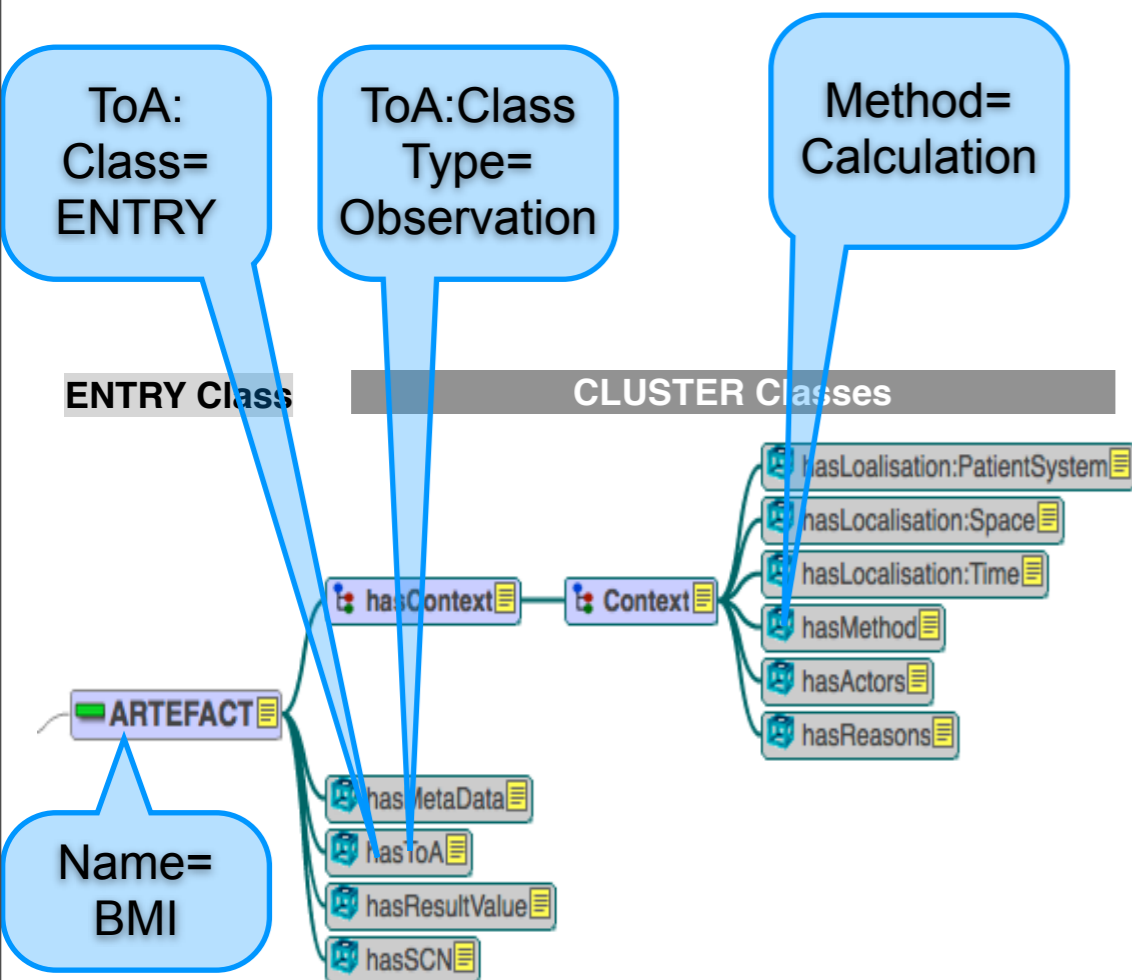 ToA:
Class=
ENTRY
ToA:Class
Type=
Observation
Method=
Calculation
ENTRY Class
CLUSTER Classes
hasLoalisation:PatientSystem
hasLocalisation:Space
hasLocalisation:Time
hasContext
Context
hasMethod
hasActors
hasReasons
ARTEFACT
hasMetaData
hasToA
hasResultValue
hasSCN
Name=
BMI